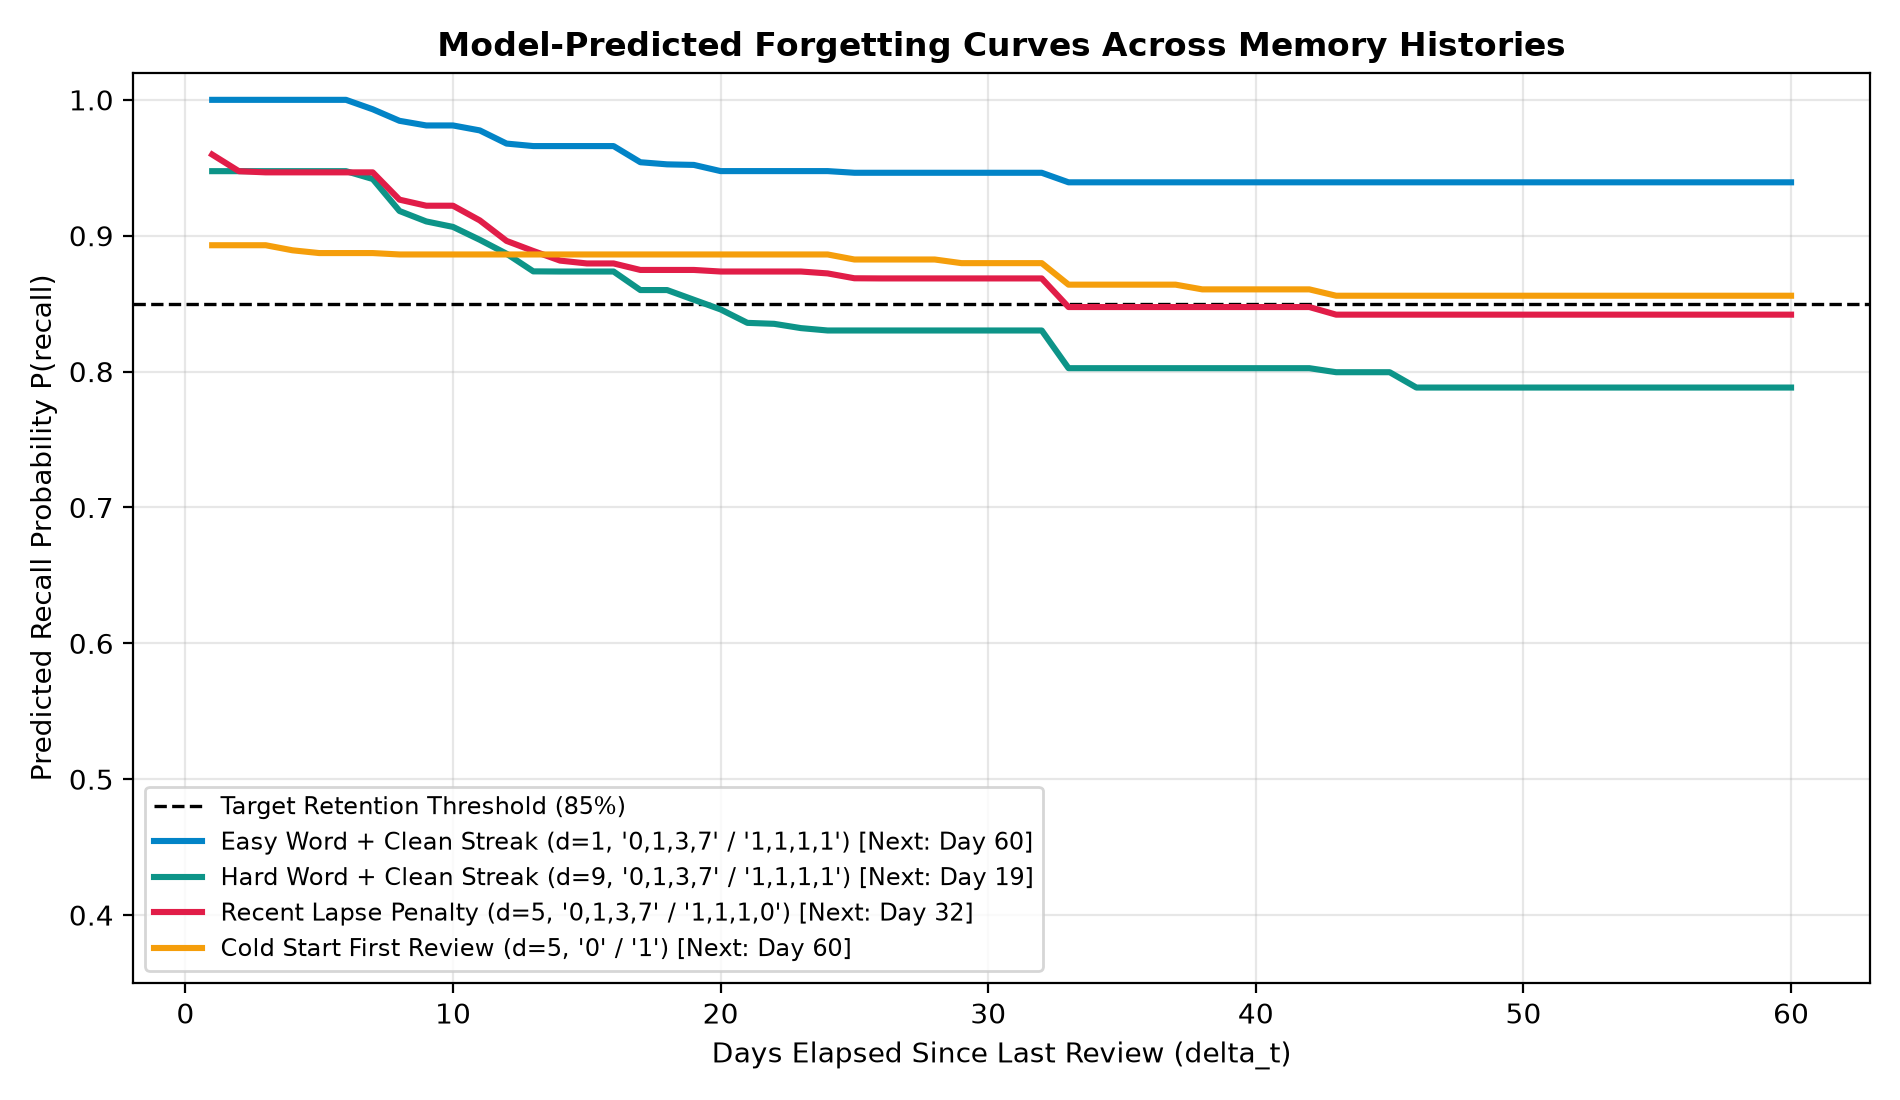 Model-Predicted Forgetting Curves Across Memory Histories
Predicted Recall Probability P(recall)
1.0
0.9
0.8
0.7
0.6
0.5
0.4
Target Retention Threshold (85%)
Easy Word + Clean Streak (d=1, '0,1,3,7' / '1,1,1,1') [Next: Day 60]
Hard Word + Clean Streak (d=9, '0,1,3,7' / '1,1,1,1') [Next: Day 19]
Recent Lapse Penalty (d=5, '0,1,3,7' / '1,1,1,0') [Next: Day 32]
Cold Start First Review (d=5, '0' / '1') [Next: Day 60]
0 10 20 30 40 50 60
Days Elapsed Since Last Review (delta_t)